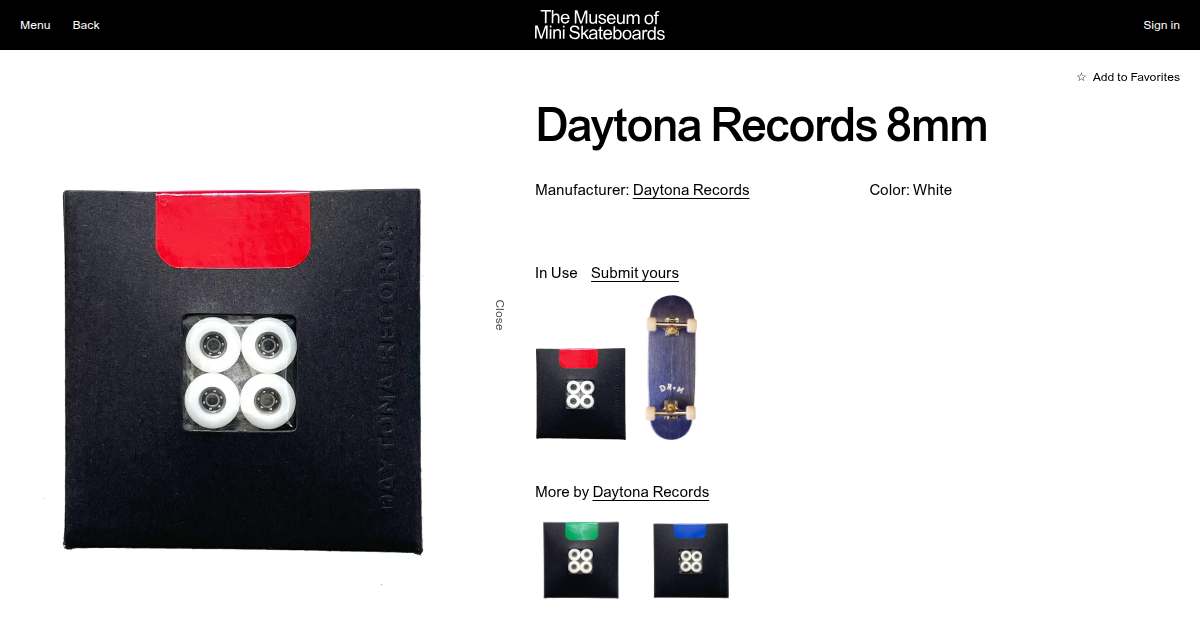 Menu
Back
The Museum of
Mini Skateboards
Sign in
☆ Add to Favorites
Daytona Records 8mm
Manufacturer: Daytona Records
Color: White
In Use
Submit yours
Close
DAYTONA RECORDS
More by Daytona Records